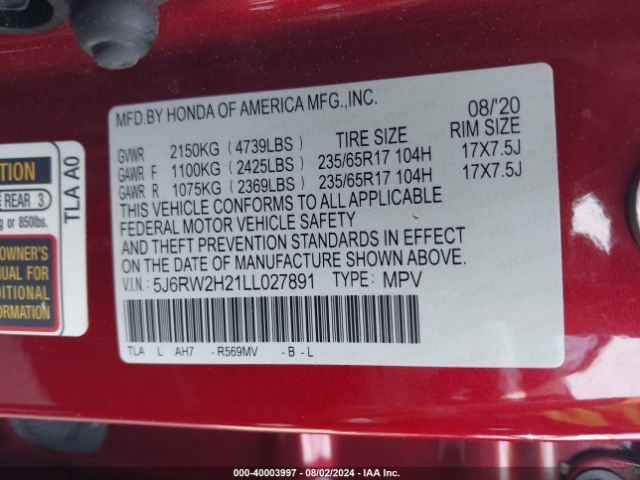 MFD.BY HONDA OF AMERICA MFG.,INC. 08/'20
GVWR 2150KG ( 4739LBS ) TIRE SIZE RIM SIZE
GAWR F 1100KG ( 2425LBS ) 235/65R17 104H 17X7.5J
GAWR R 1075KG ( 2369LBS ) 235/65R17 104H 17X7.5J
THIS VEHICLE CONFORMS TO ALL APPLICABLE
FEDERAL MOTOR VEHICLE SAFETY
AND THEFT PREVENTION STANDARDS IN EFFECT
ON THE DATE OF MANUFACTURE SHOWN ABOVE.
V.I.N.: 5J6RW2H21LL027891 TYPE: MPV
TLA L AH7 - R569MV - B - L
TION
E REAR 3
g or 850lbs.
OWNER'S
NUAL FOR
DITIONAL
ORMATION
TLA A0
000-40003997 - 08/02/2024 - IAA Inc.